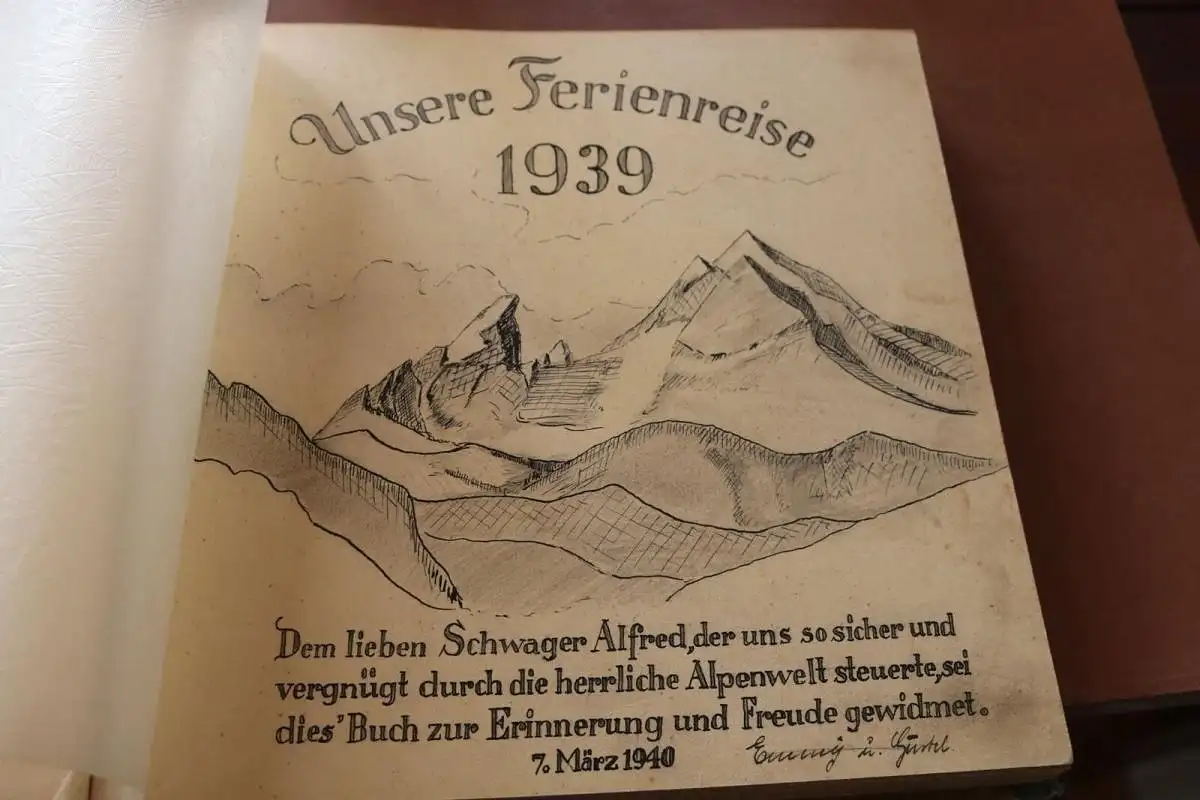 Unsere Ferienreise
1939
Dem lieben Schwager Alfred, der uns so sicher und
vergnügt durch die herrliche Alpenwelt steuerte, sei
dies' Buch zur Erinnerung und Freude gewidmet.
7. März 1940
u.